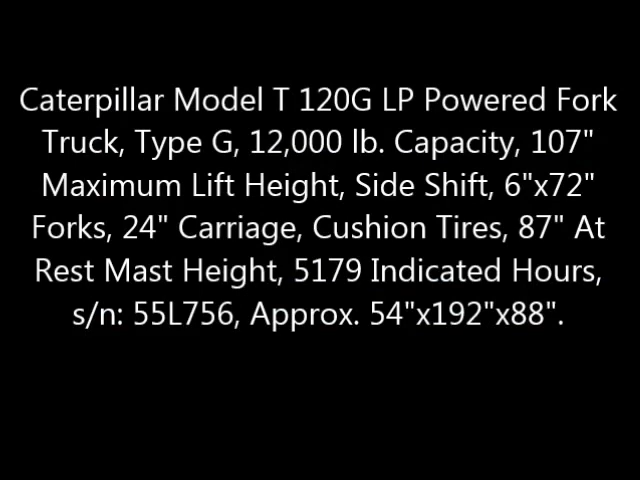 Caterpillar Model T 120G LP Powered Fork
Truck, Type G, 12,000 lb. Capacity, 107"
Maximum Lift Height, Side Shift, 6"x72"
Forks, 24" Carriage, Cushion Tires, 87" At
Rest Mast Height, 5179 Indicated Hours,
s/n: 55L756, Approx. 54"x192"x88".